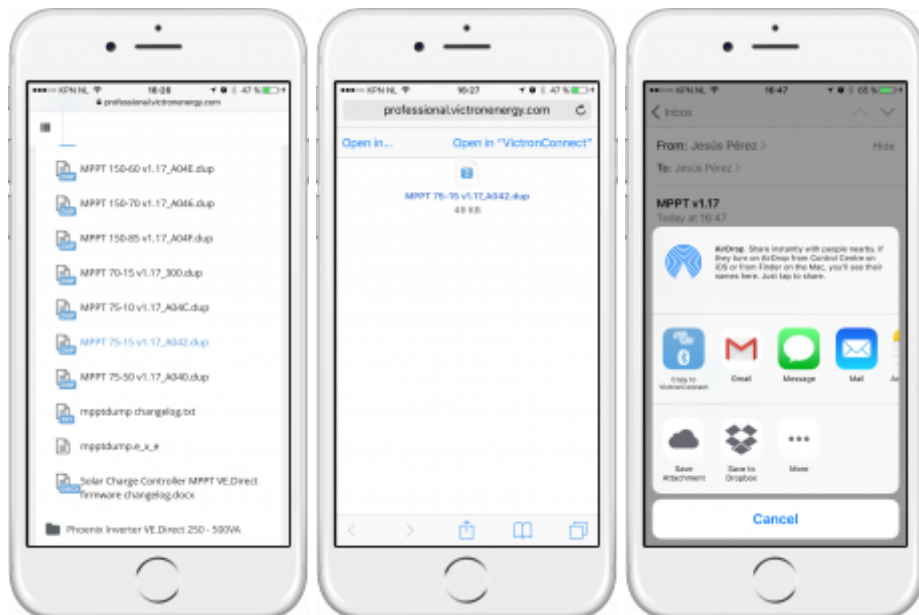 KPN NL 16:26 47 %
professional.victronenergy.com
MPPT 150-60 v1.17_A04E.dup
MPPT 150-70 v1.17_A046.dup
MPPT 150-85 v1.17_A04F.dup
MPPT 70-15 v1.17_300.dup
MPPT 75-10 v1.17_A04C.dup
MPPT 75-15 v1.17_A042.dup
MPPT 75-50 v1.17_A040.dup
mpptdump changelog.txt
mpptdump.e_x_e
Solar Charge Controller MPPT VE.Direct
firmware changelog.docx
Phoenix Inverter VE.Direct 250 - 500VA
KPN NL 16:27 47 %
professional.victronenergy.com
Open in... Open in "VictronConnect"
MPPT 75-15 v1.17_A042.dup
49 KB
KPN NL 16:47 65 %
Inbox
From: Jesús Pérez > Hide
To: Jesús Pérez >
MPPT v1.17
Today at 16:47
AirDrop. Share instantly with people nearby. If
they turn on AirDrop from Control Centre on
iOS or from Finder on the Mac, you'll see their
names here. Just tap to share.
Copy to
VictronConnect
Email
Message
Mail
Save
Attachment
Save to
Dropbox
More
Cancel